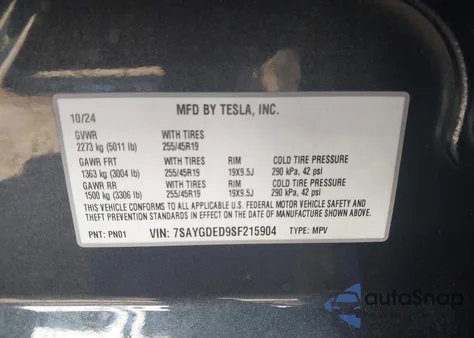 MFD BY TESLA, INC.
10/24
GVWR WITH TIRES
2273 kg (5011 lb) 255/45R19
GAWR FRT WITH TIRES RIM COLD TIRE PRESSURE
1363 kg (3004 lb) 255/45R19 19X9.5J 290 kPa, 42 psi
GAWR RR WITH TIRES RIM COLD TIRE PRESSURE
1500 kg (3306 lb) 255/45R19 19X9.5J 290 kPa, 42 psi
THIS VEHICLE CONFORMS TO ALL APPLICABLE U.S. FEDERAL MOTOR VEHICLE SAFETY AND
THEFT PREVENTION STANDARDS IN EFFECT ON THE DATE OF MANUFACTURE SHOWN ABOVE.
PNT: PN01 VIN: 7SAYGDED9SF215904 TYPE: MPV
autoSnap